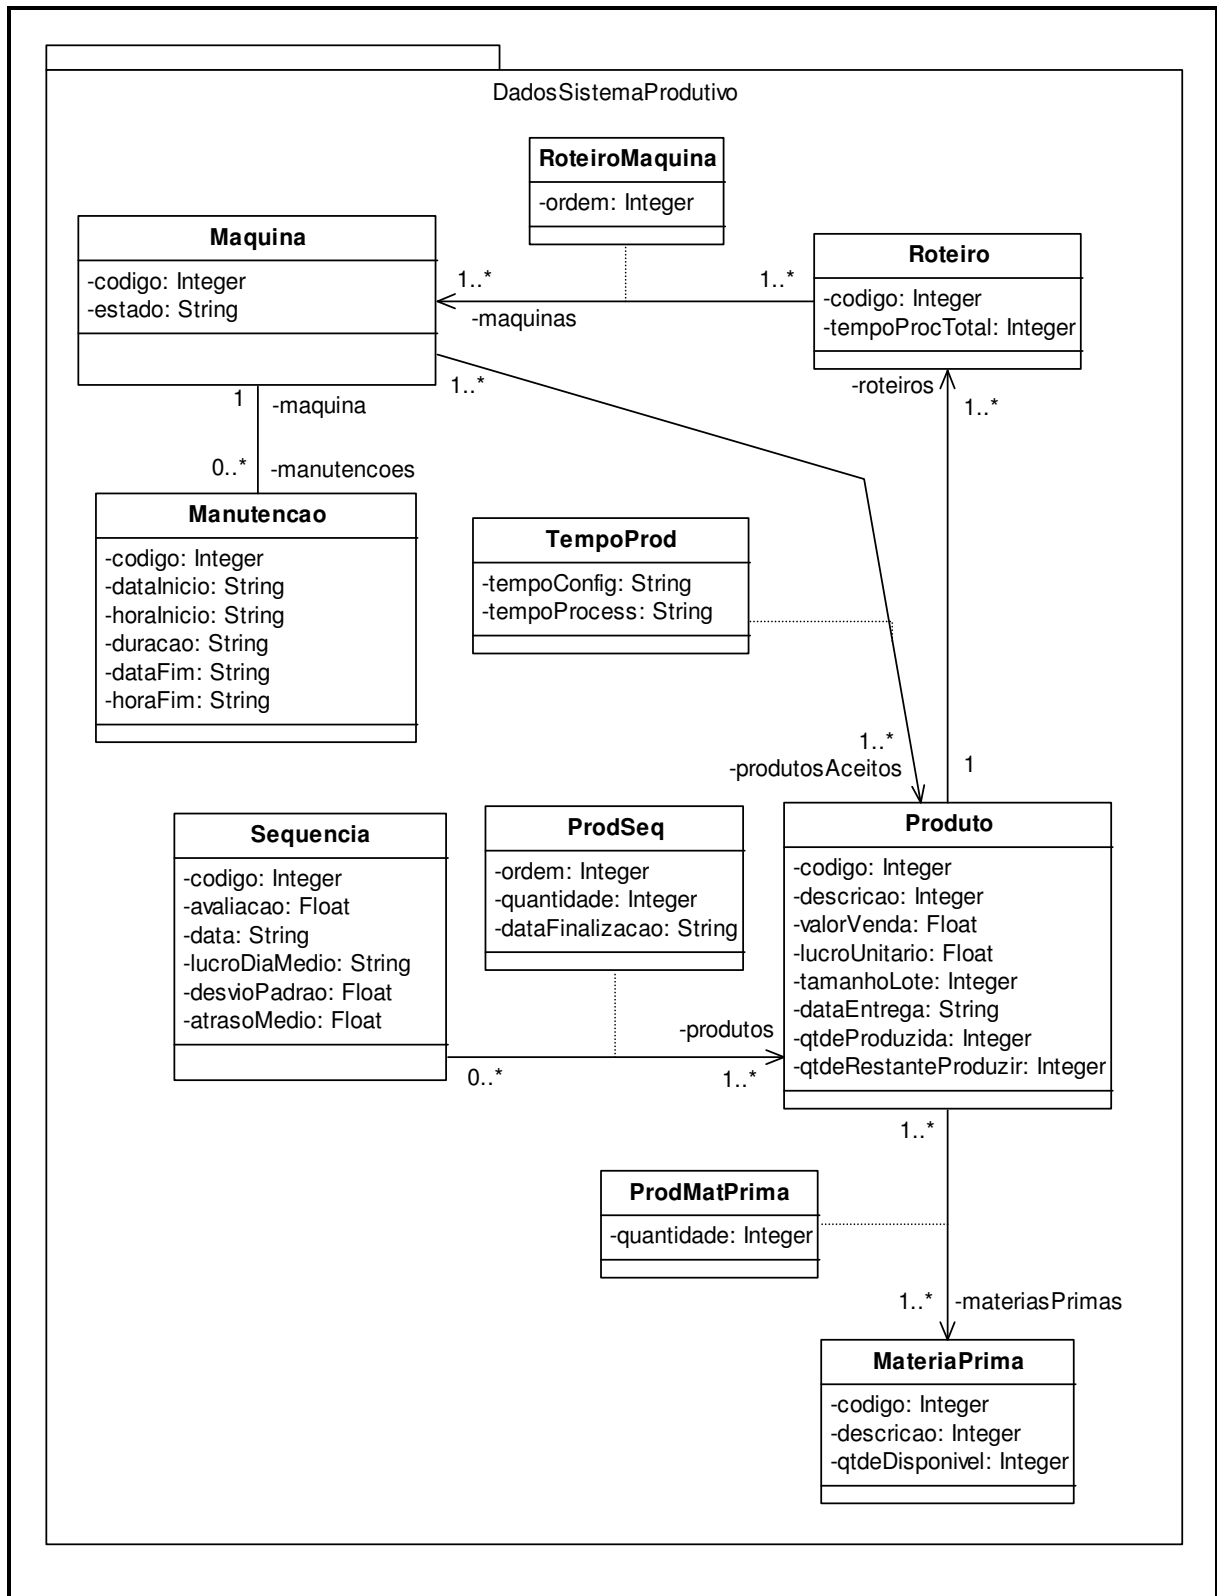 DadosSistemaProdutivo
RoteiroMaquina
-ordem: Integer
Maquina
-codigo: Integer
-estado: String
Roteiro
-codigo: Integer
-tempoProcTotal: Integer
1..*
1..*
-maquinas
1..*
-roteiros
1..*
1
-maquina
0..*
-manutencoes
Manutencao
-codigo: Integer
-dataInicio: String
-horaInicio: String
-duracao: String
-dataFim: String
-horaFim: String
TempoProd
-tempoConfig: String
-tempoProcess: String
1..*
-produtosAceitos
1
Sequencia
-codigo: Integer
-avaliacao: Float
-data: String
-lucroDiaMedio: String
-desvioPadrao: Float
-atrasoMedio: Float
ProdSeq
-ordem: Integer
-quantidade: Integer
-dataFinalizacao: String
Produto
-codigo: Integer
-descricao: Integer
-valorVenda: Float
-lucroUnitario: Float
-tamanhoLote: Integer
-dataEntrega: String
-qtdeProduzida: Integer
-qtdeRestanteProduzir: Integer
-produtos
0..*
1..*
1..*
ProdMatPrima
-quantidade: Integer
1..*
-materiasPrimas
MateriaPrima
-codigo: Integer
-descricao: Integer
-qtdeDisponivel: Integer